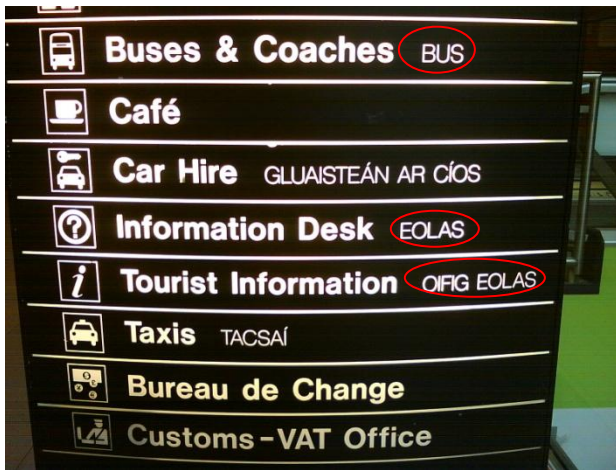 Buses & Coaches BUS
Café
Car Hire GLUAISTEÁN AR CÍOS
Information Desk EOLAS
i Tourist Information OIFIG EOLAS
Taxis TACSAÍ
Bureau de Change
Customs-VAT Office